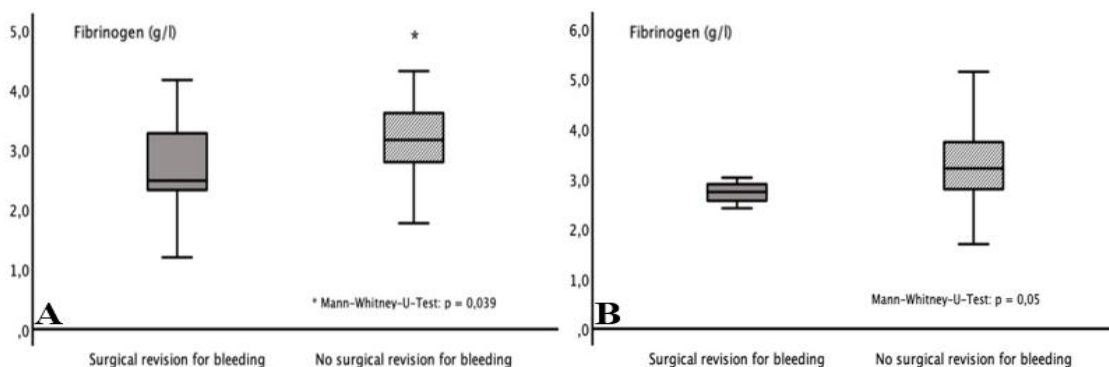 5,0
Fibrinogen (g/l)
*
4,0
3,0
2,0
1,0
* Mann-Whitney-U-Test: p = 0,039
A
,0
Surgical revision for bleeding
No surgical revision for bleeding
6,0
Fibrinogen (g/l)
5,0
4,0
3,0
2,0
1,0
Mann-Whitney-U-Test: p = 0,05
B
,0
Surgical revision for bleeding
No surgical revision for bleeding